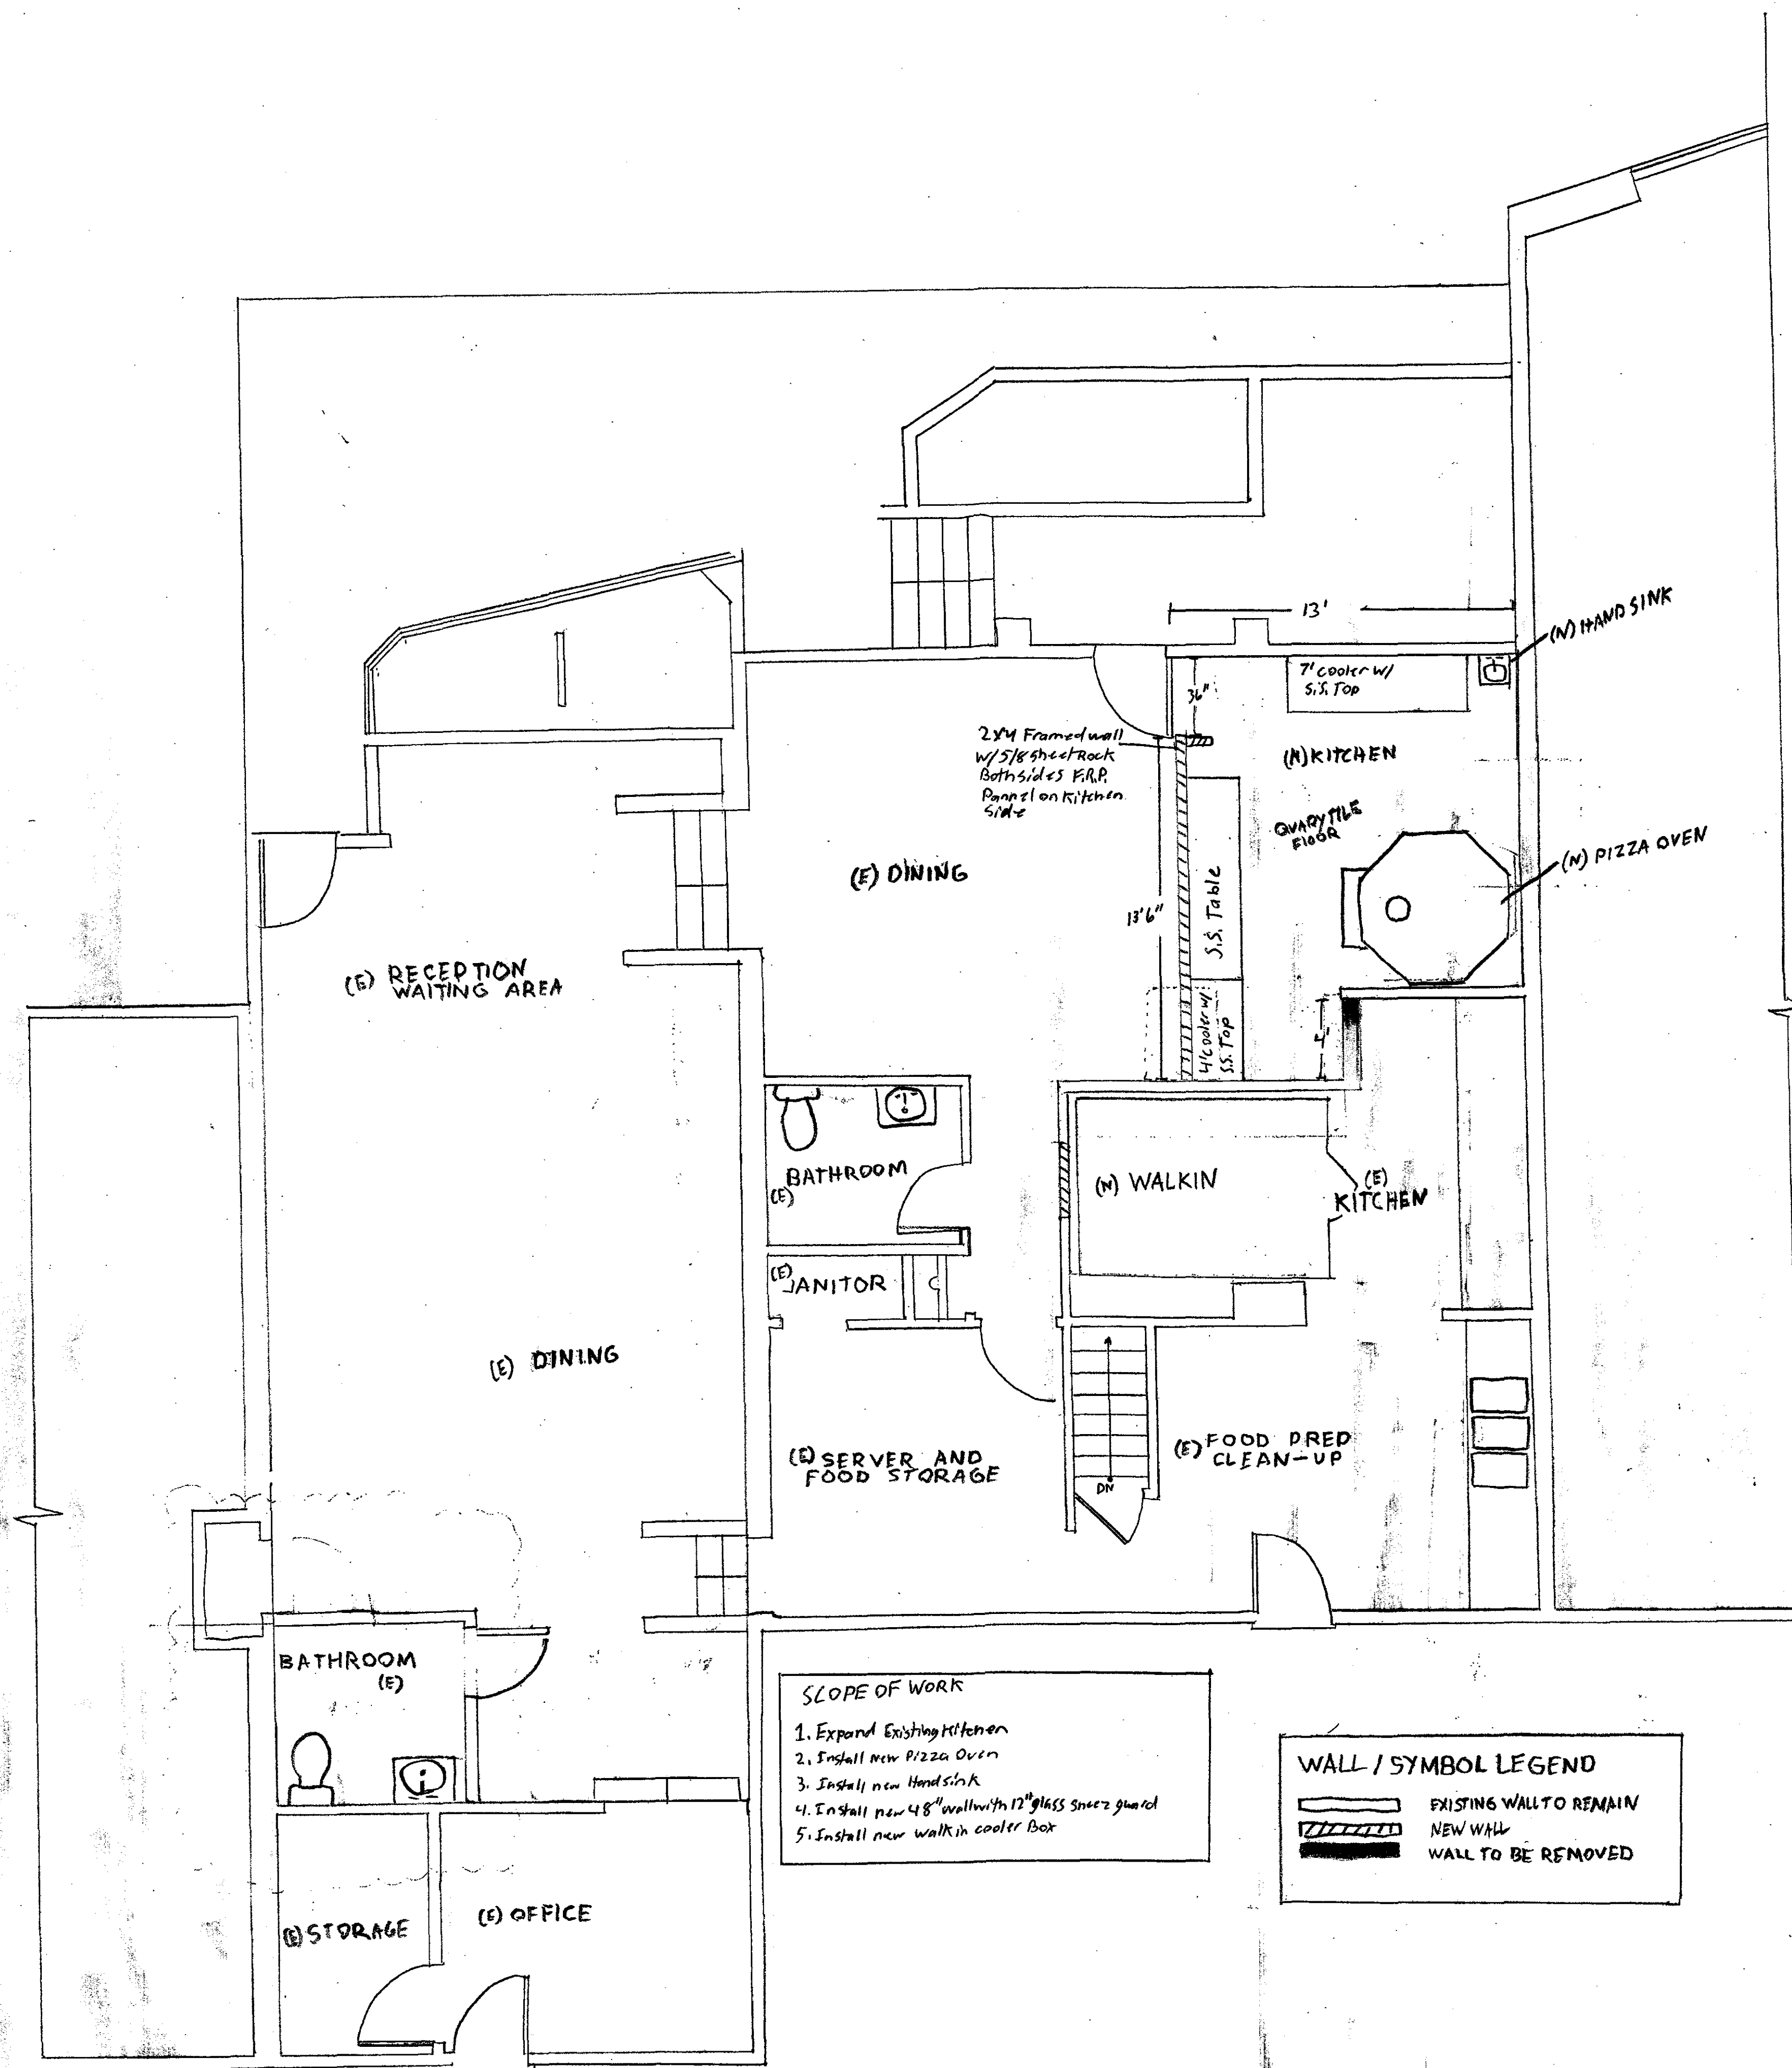 13'
(N) HAND SINK
7' cooler w/
S.S. Top
36"
2x4 Framed wall
w/5/8 sheet Rock
Both sides F.R.P.
Pannel on Kitchen
side
(N) KITCHEN
QUARY TILE
FLOOR
(N) PIZZA OVEN
(E) DINING
13'6"
S.S. Table
(E) RECEPTION
WAITING AREA
4' cooler w/
S.S. Top
4'
BATHROOM
(E)
(N) WALKIN
(E)
KITCHEN
(E)
JANITOR
(E) DINING
(E) SERVER AND
FOOD STORAGE
DN
(E) FOOD PREP
CLEAN-UP
BATHROOM
(E)
SCOPE OF WORK
1. Expand Existing Kitchen
2. Install new Pizza Oven
3. Install new Hand sink
4. Install new 48" wall with 12" glass sneez guard
5. Install new walk in cooler Box
WALL / SYMBOL LEGEND
EXISTING WALL TO REMAIN
NEW WALL
WALL TO BE REMOVED
(E) STORAGE
(E) OFFICE